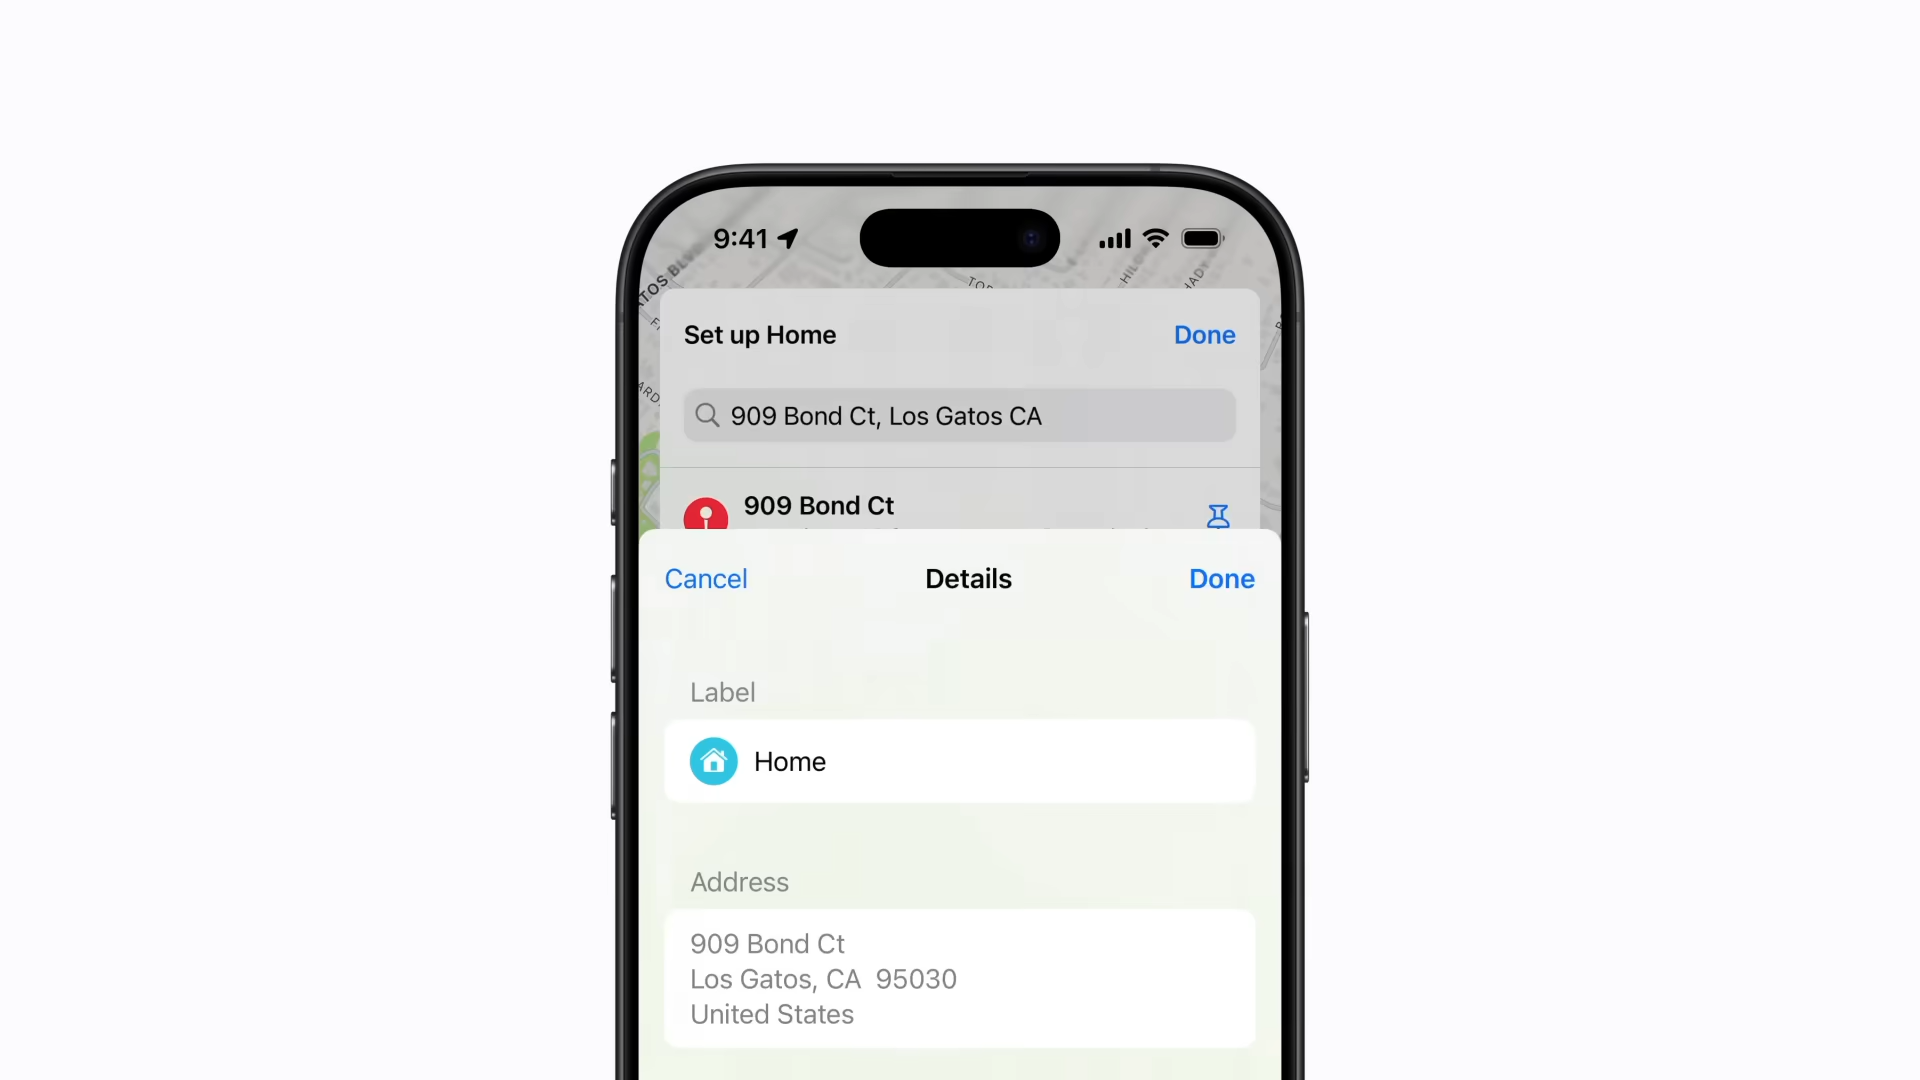 9:41
Set up Home
Done
909 Bond Ct, Los Gatos CA
909 Bond Ct
Cancel
Details
Done
Label
Home
Address
909 Bond Ct
Los Gatos, CA  95030
United States